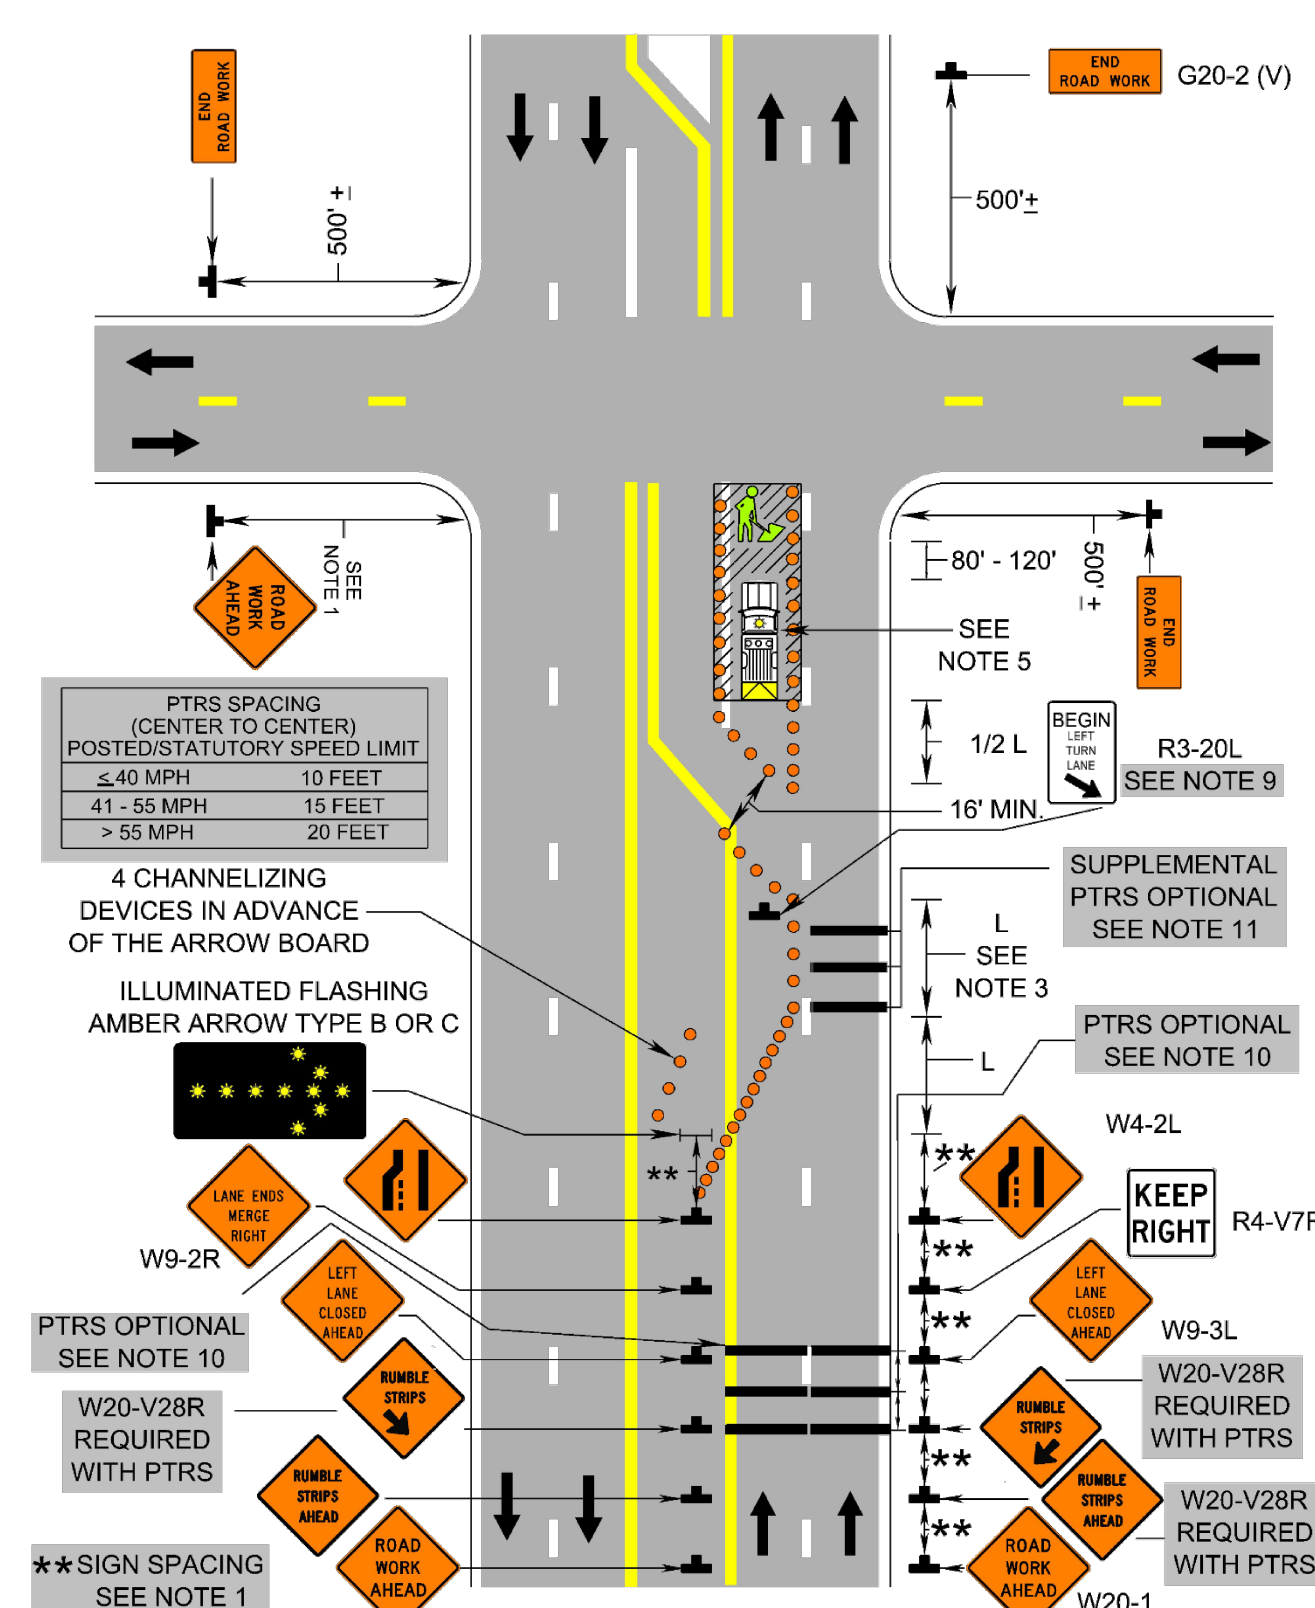 END
ROAD WORK
END
ROAD WORK
G20-2 (V)
500' ±
500'±
ROAD
WORK
AHEAD
SEE
NOTE 1
80' - 120'
500' ±
END
ROAD WORK
SEE
NOTE 5
PTRS SPACING
(CENTER TO CENTER)
POSTED/STATUTORY SPEED LIMIT
≤ 40 MPH 10 FEET
41 - 55 MPH 15 FEET
> 55 MPH 20 FEET
1/2 L
BEGIN
LEFT
TURN
LANE
R3-20L
SEE NOTE 9
16' MIN.
4 CHANNELIZING
DEVICES IN ADVANCE
OF THE ARROW BOARD
SUPPLEMENTAL
PTRS OPTIONAL
SEE NOTE 11
L
SEE
NOTE 3
ILLUMINATED FLASHING
AMBER ARROW TYPE B OR C
PTRS OPTIONAL
SEE NOTE 10
L
W4-2L
**
**
LANE ENDS
MERGE
RIGHT
W9-2R
KEEP
RIGHT
R4-V7R
**
LEFT
LANE
CLOSED
AHEAD
LEFT
LANE
CLOSED
AHEAD
**
W9-3L
PTRS OPTIONAL
SEE NOTE 10
RUMBLE
STRIPS
W20-V28R
REQUIRED
WITH PTRS
RUMBLE
STRIPS
W20-V28R
REQUIRED
WITH PTRS
**
RUMBLE
STRIPS
AHEAD
RUMBLE
STRIPS
AHEAD
W20-V28R
REQUIRED
WITH PTRS
**
ROAD
WORK
AHEAD
ROAD
WORK
AHEAD
W20-1
**SIGN SPACING
SEE NOTE 1